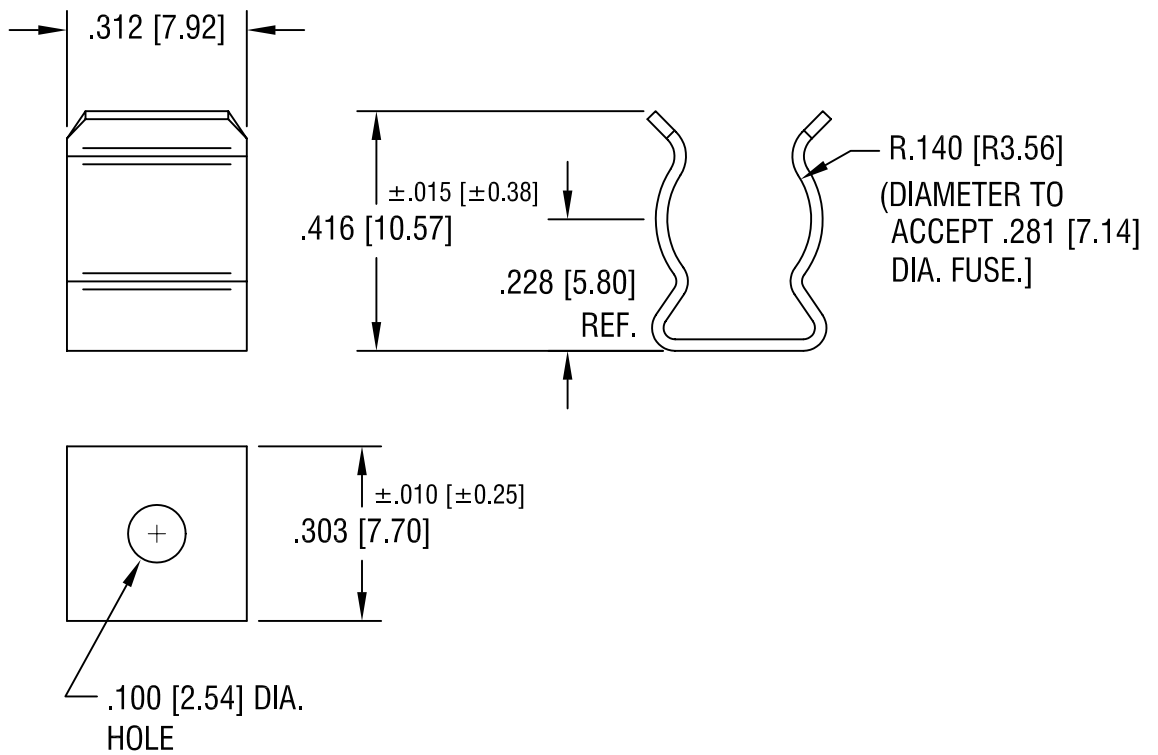 .312 [7.92]
±.015 [±0.38]
.416 [10.57]
.228 [5.80]
REF.
R.140 [R3.56]
(DIAMETER TO
ACCEPT .281 [7.14]
DIA. FUSE.]
±.010 [±0.25]
.303 [7.70]
.100 [2.54] DIA.
HOLE